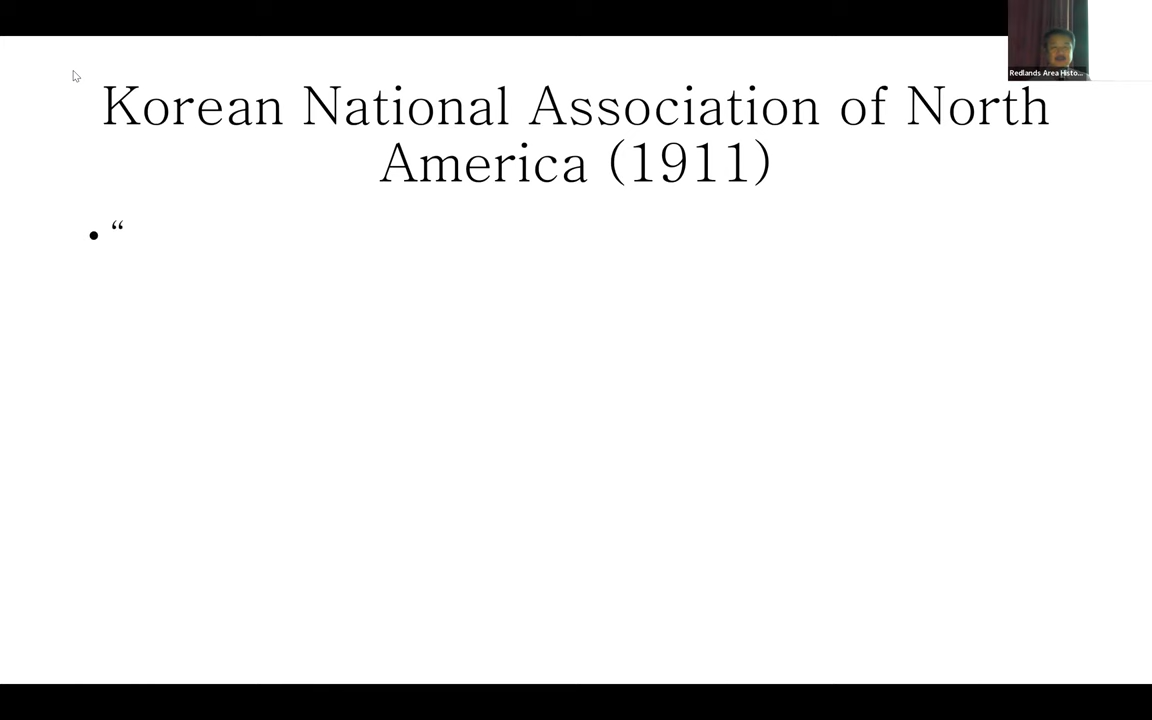 Redlands Area Histo...
Korean National Association of North
America (1911)
• “